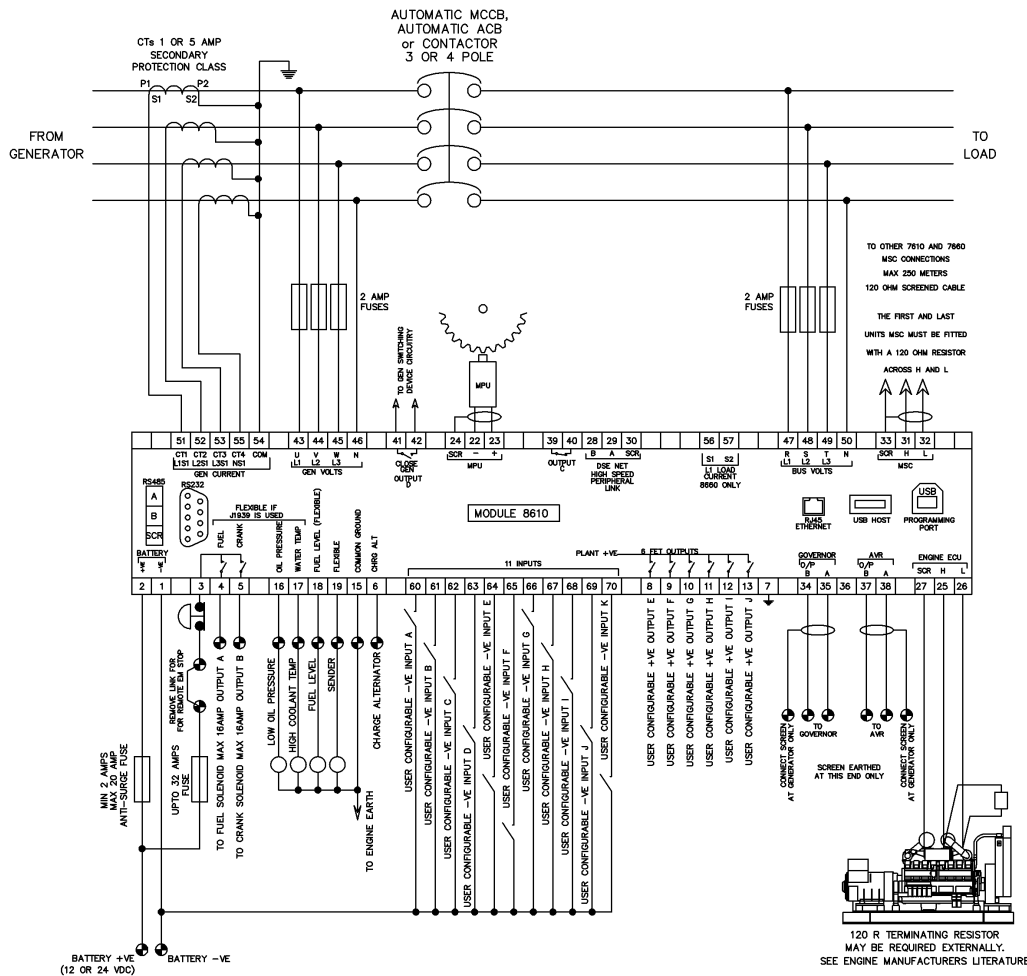 AUTOMATIC MCCB,
AUTOMATIC ACB
or CONTACTOR
3 OR 4 POLE
CTs 1 OR 5 AMP
SECONDARY
PROTECTION CLASS
P1 P2
S1 S2
FROM
GENERATOR
TO
LOAD
TO OTHER 7610 AND 7660
MSC CONNECTIONS
MAX 250 METERS
120 OHM SCREENED CABLE
THE FIRST AND LAST
UNITS MSC MUST BE FITTED
WITH A 120 OHM RESISTOR
ACROSS H AND L
2 AMP
FUSES
2 AMP
FUSES
TO GEN SWITCHING
DEVICE CIRCUITRY
MPU
51 52 53 55 54 43 44 45 46 41 42 24 22 23 39 40 28 29 30 56 57 47 48 49 50 33 31 32
CT1 CT2 CT3 CT4 COM
L1S1 L2S1 L3S1 NS1
GEN CURRENT
U V W N
L1 L2 L3
GEN VOLTS
CLOSE
GEN
OUTPUT
D
SCR - +
MPU
OUTPUT
C
B A SCR
DSE NET
HIGH SPEED
PERIPHERAL
LINK
S1 S2
L1 LOAD
CURRENT
8660 ONLY
R S T N
L1 L2 L3
BUS VOLTS
SCR H L
MSC
RS485
A
B
SCR
RS232
FLEXIBLE IF
J1939 IS USED
FUEL
CRANK
OIL PRESSURE
WATER TEMP
FUEL LEVEL (FLEXIBLE)
FLEXIBLE
COMMON GROUND
CHRG ALT
MODULE 8610
RJ45
ETHERNET
USB HOST
USB
PROGRAMMING
PORT
BATTERY
+VE
-VE
11 INPUTS
PLANT +VE
6 FET OUTPUTS
GOVERNOR
O/P
B A
AVR
O/P
B A
ENGINE ECU
SCR H L
2 1 3 4 5 16 17 18 19 15 6 60 61 62 63 64 65 66 67 68 69 70 8 9 10 11 12 13 7 34 35 36 37 38 27 25 26
REMOVE LINK FOR
FOR REMOTE EM STOP
MIN 2 AMPS
MAX 20 AMP
ANTI-SURGE FUSE
UPTO 32 AMPS
FUSE
TO FUEL SOLENOID MAX 16AMP OUTPUT A
TO CRANK SOLENOID MAX 16AMP OUTPUT B
LOW OIL PRESSURE
HIGH COOLANT TEMP
FUEL LEVEL
SENDER
TO ENGINE EARTH
CHARGE ALTERNATOR
USER CONFIGURABLE -VE INPUT A
USER CONFIGURABLE -VE INPUT B
USER CONFIGURABLE -VE INPUT C
USER CONFIGURABLE -VE INPUT D
USER CONFIGURABLE -VE INPUT E
USER CONFIGURABLE -VE INPUT F
USER CONFIGURABLE -VE INPUT G
USER CONFIGURABLE -VE INPUT H
USER CONFIGURABLE -VE INPUT I
USER CONFIGURABLE -VE INPUT J
USER CONFIGURABLE -VE INPUT K
USER CONFIGURABLE +VE OUTPUT E
USER CONFIGURABLE +VE OUTPUT F
USER CONFIGURABLE +VE OUTPUT G
USER CONFIGURABLE +VE OUTPUT H
USER CONFIGURABLE +VE OUTPUT I
USER CONFIGURABLE +VE OUTPUT J
CONNECT SCREEN
AT GENERATOR ONLY
TO
GOVERNOR
TO
AVR
CONNECT SCREEN
AT GENERATOR ONLY
SCREEN EARTHED
AT THIS END ONLY
BATTERY +VE
(12 OR 24 VDC)
BATTERY -VE
120 R TERMINATING RESISTOR
MAY BE REQUIRED EXTERNALLY.
SEE ENGINE MANUFACTURERS LITERATURE